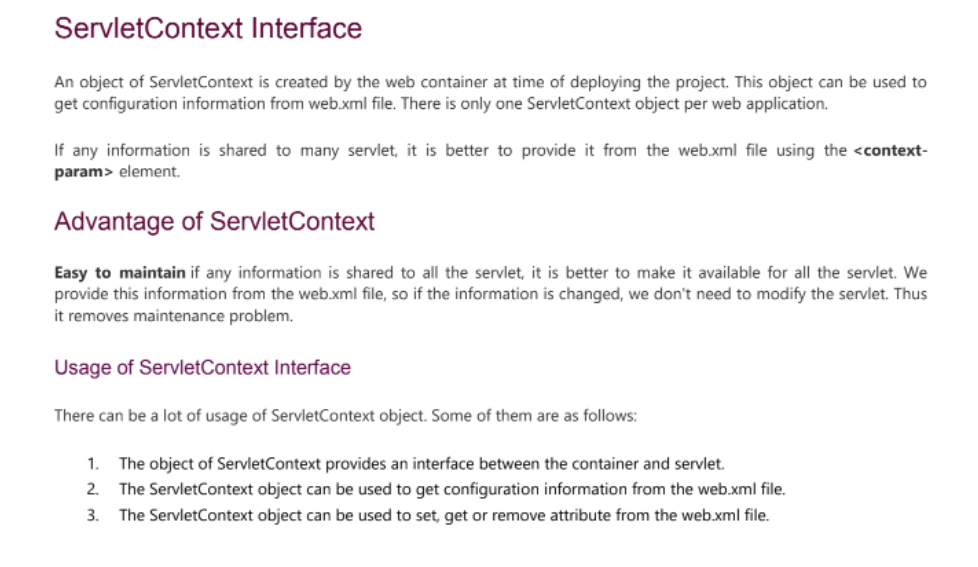 ServletContext Interface
An object of ServletContext is created by the web container at time of deploying the project. This object can be used to
get configuration information from web.xml file. There is only one ServletContext object per web application.
If any information is shared to many servlet, it is better to provide it from the web.xml file using the <context-
param> element.
Advantage of ServletContext
Easy to maintain if any information is shared to all the servlet, it is better to make it available for all the servlet. We
provide this information from the web.xml file, so if the information is changed, we don't need to modify the servlet. Thus
it removes maintenance problem.
Usage of ServletContext Interface
There can be a lot of usage of ServletContext object. Some of them are as follows:
1. The object of ServletContext provides an interface between the container and servlet.
2. The ServletContext object can be used to get configuration information from the web.xml file.
3. The ServletContext object can be used to set, get or remove attribute from the web.xml file.